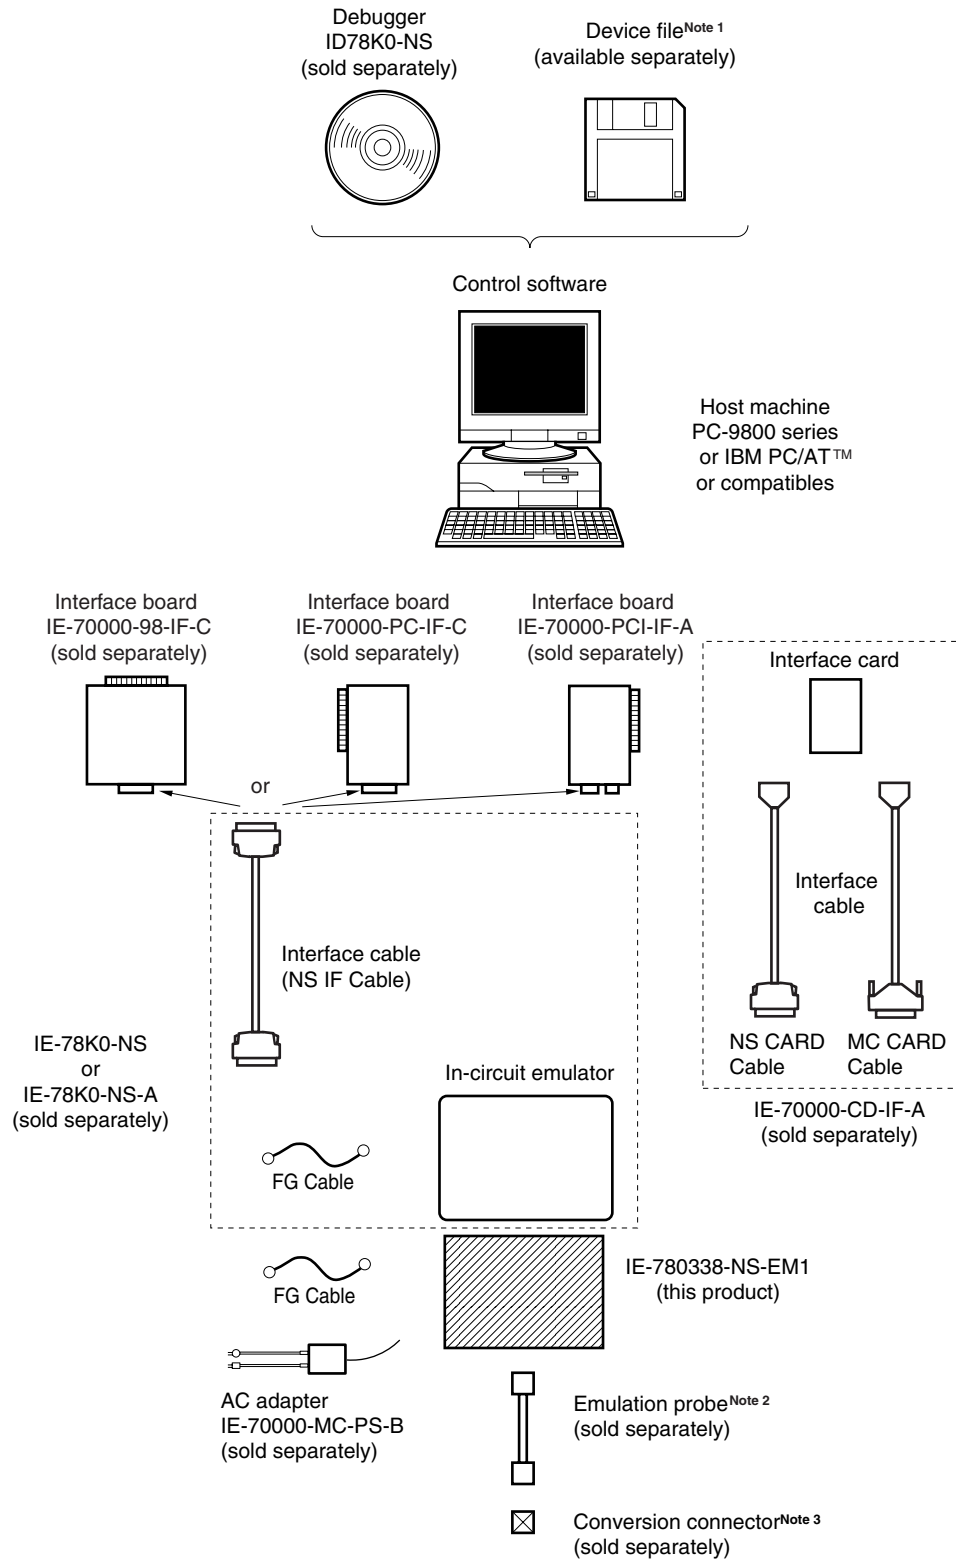 Debugger
ID78K0-NS
(sold separately)
Device fileNote 1
(available separately)
Control software
Host machine
PC-9800 series
or IBM PC/AT™
or compatibles
Interface board
IE-70000-98-IF-C
(sold separately)
Interface board
IE-70000-PC-IF-C
(sold separately)
Interface board
IE-70000-PCI-IF-A
(sold separately)
Interface card
or
Interface
cable
Interface cable
(NS IF Cable)
NS CARD
Cable
MC CARD
Cable
IE-78K0-NS
or
IE-78K0-NS-A
(sold separately)
In-circuit emulator
IE-70000-CD-IF-A
(sold separately)
FG Cable
IE-780338-NS-EM1
(this product)
FG Cable
AC adapter
IE-70000-MC-PS-B
(sold separately)
Emulation probeNote 2
(sold separately)
Conversion connectorNote 3
(sold separately)